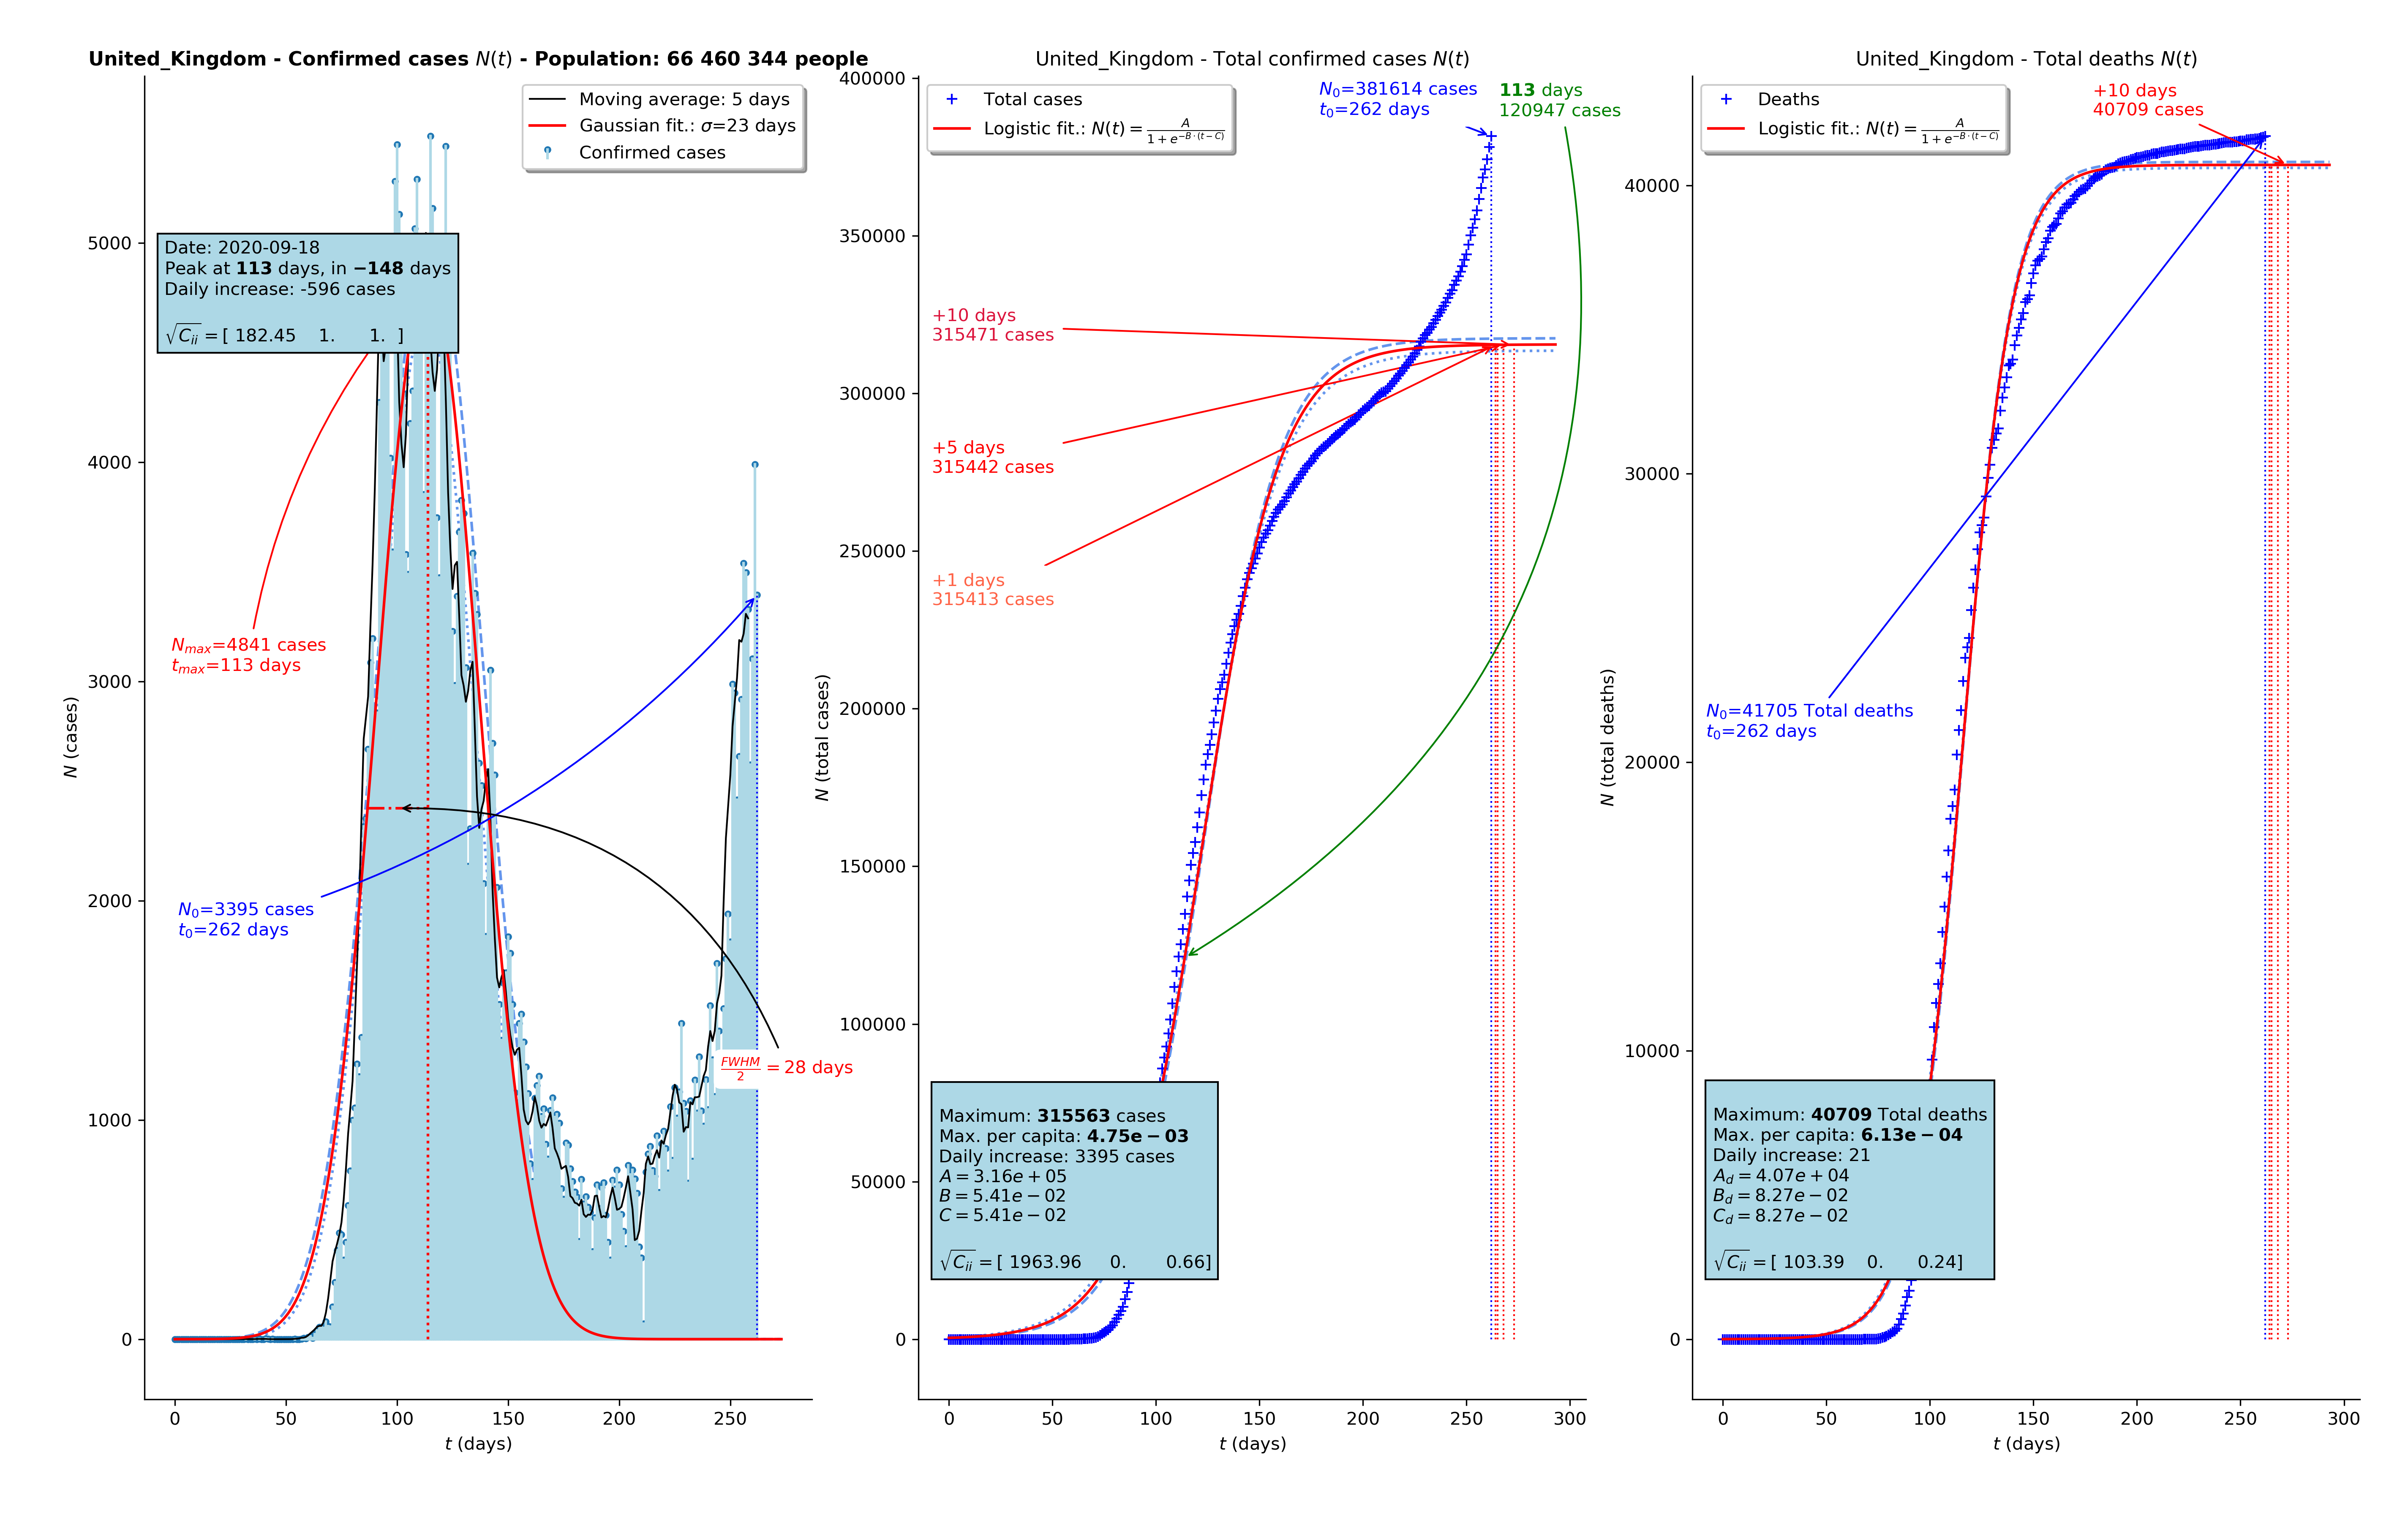 United_Kingdom - Confirmed cases N(t) - Population: 66 460 344 people
Moving average: 5 days
Gaussian fit.: σ=23 days
Confirmed cases
Date: 2020-09-18
Peak at 113 days, in −148 days
Daily increase: -596 cases
√C_ii = [ 182.45 1. 1. ]
N_max=4841 cases
t_max=113 days
N_0=3395 cases
t_0=262 days
FWHM/2 = 28 days
N (cases)
5000
4000
3000
2000
1000
0
0 50 100 150 200 250
t (days)
United_Kingdom - Total confirmed cases N(t)
Total cases
Logistic fit.: N(t) = A/(1 + e^{−B·(t−C)})
N_0=381614 cases
t_0=262 days
113 days
120947 cases
+10 days
315471 cases
+5 days
315442 cases
+1 days
315413 cases
Maximum: 315563 cases
Max. per capita: 4.75e − 03
Daily increase: 3395 cases
A = 3.16e + 05
B = 5.41e − 02
C = 5.41e − 02
√C_ii = [ 1963.96 0. 0.66]
N (total cases)
400000
350000
300000
250000
200000
150000
100000
50000
0
0 50 100 150 200 250 300
t (days)
United_Kingdom - Total deaths N(t)
Deaths
Logistic fit.: N(t) = A/(1 + e^{−B·(t−C)})
+10 days
40709 cases
N_0=41705 Total deaths
t_0=262 days
Maximum: 40709 Total deaths
Max. per capita: 6.13e − 04
Daily increase: 21
A_d = 4.07e + 04
B_d = 8.27e − 02
C_d = 8.27e − 02
√C_ii = [ 103.39 0. 0.24]
N (total deaths)
40000
30000
20000
10000
0
0 50 100 150 200 250 300
t (days)